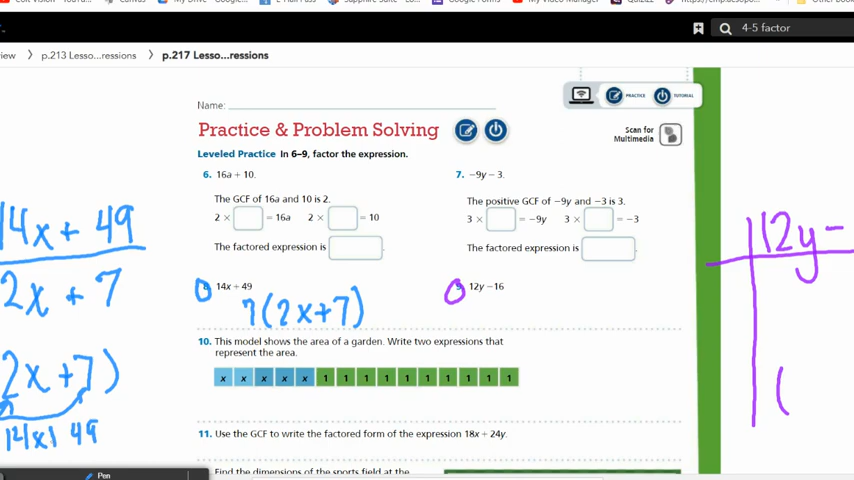 4-5 factor
p.213 Lesso...ressions
p.217 Lesso...ressions
Name:
PRACTICE
TUTORIAL
Practice & Problem Solving
Scan for
Multimedia
Leveled Practice In 6–9, factor the expression.
6. 16a + 10.
7. −9y − 3.
The GCF of 16a and 10 is 2.
The positive GCF of −9y and −3 is 3.
2 × = 16a 2 × = 10
3 × = −9y 3 × = −3
The factored expression is .
The factored expression is .
14x + 49
2x + 7
2x + 7)
49
14x + 49
7(2x+7)
12y − 16
12y -
(
10. This model shows the area of a garden. Write two expressions that
represent the area.
x x x x x 1 1 1 1 1 1 1 1 1 1
11. Use the GCF to write the factored form of the expression 18x + 24y.
Find the dimensions of the sports field at the
Pen